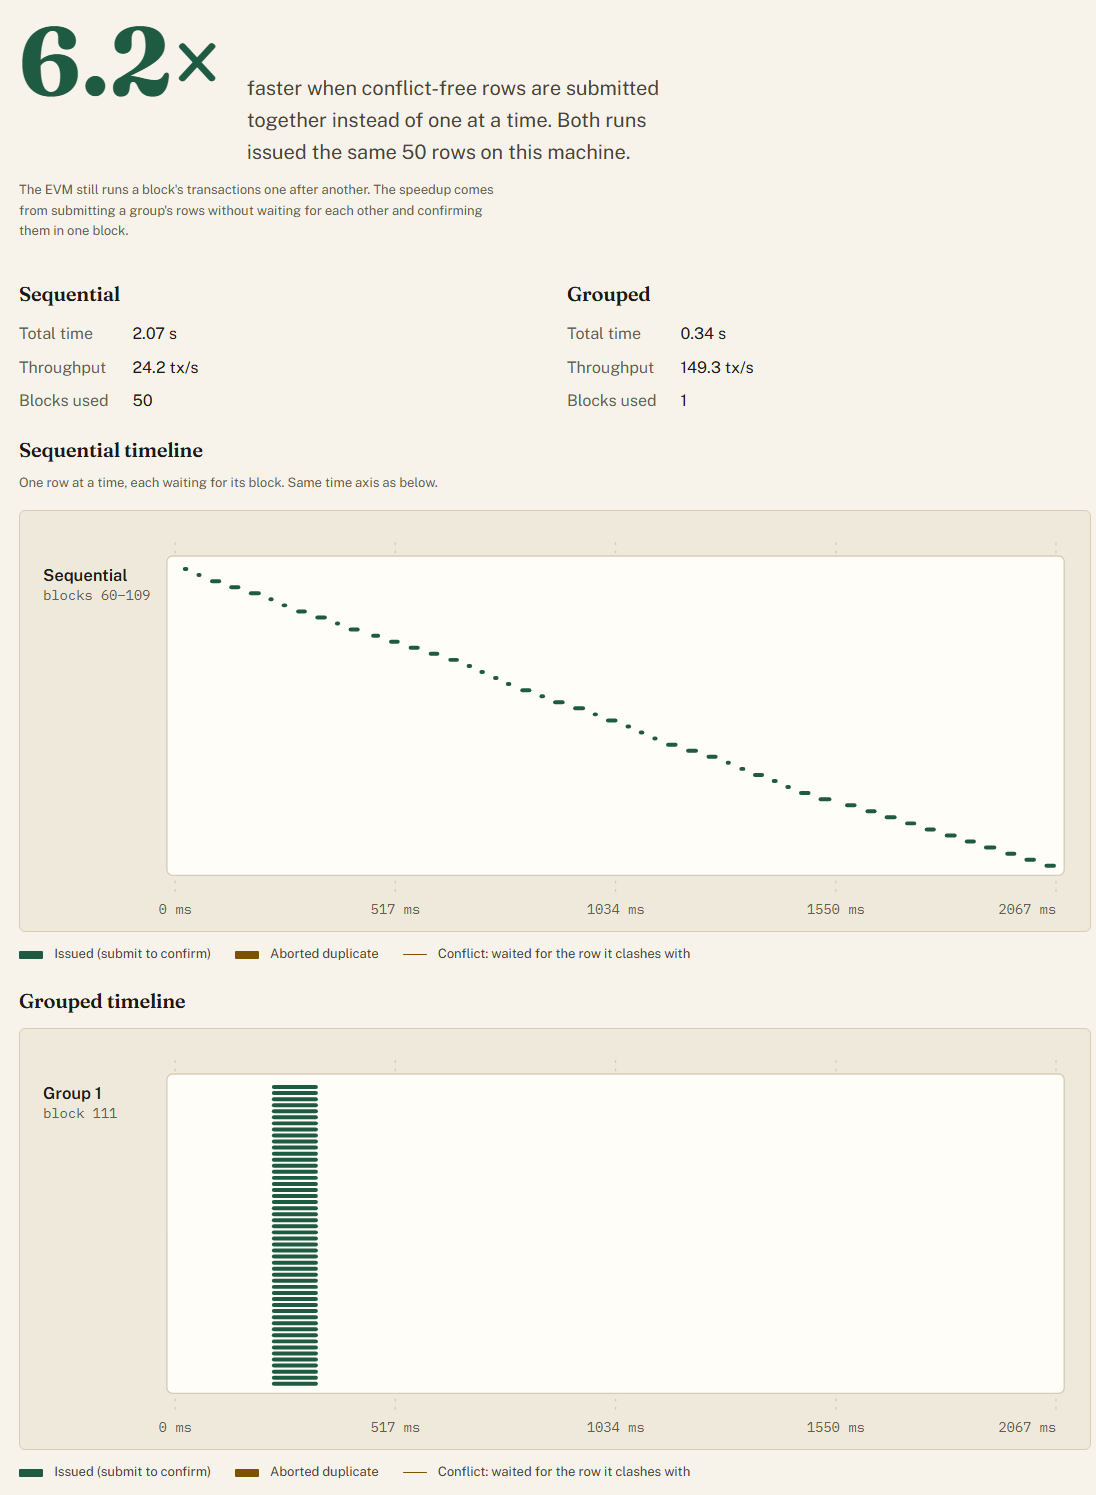 6.2×
faster when conflict-free rows are submitted
together instead of one at a time. Both runs
issued the same 50 rows on this machine.
The EVM still runs a block's transactions one after another. The speedup comes
from submitting a group's rows without waiting for each other and confirming
them in one block.
Sequential
Total time 2.07 s
Throughput 24.2 tx/s
Blocks used 50
Grouped
Total time 0.34 s
Throughput 149.3 tx/s
Blocks used 1
Sequential timeline
One row at a time, each waiting for its block. Same time axis as below.
Sequential
blocks 60–109
0 ms 517 ms 1034 ms 1550 ms 2067 ms
Issued (submit to confirm) Aborted duplicate Conflict: waited for the row it clashes with
Grouped timeline
Group 1
block 111
0 ms 517 ms 1034 ms 1550 ms 2067 ms
Issued (submit to confirm) Aborted duplicate Conflict: waited for the row it clashes with